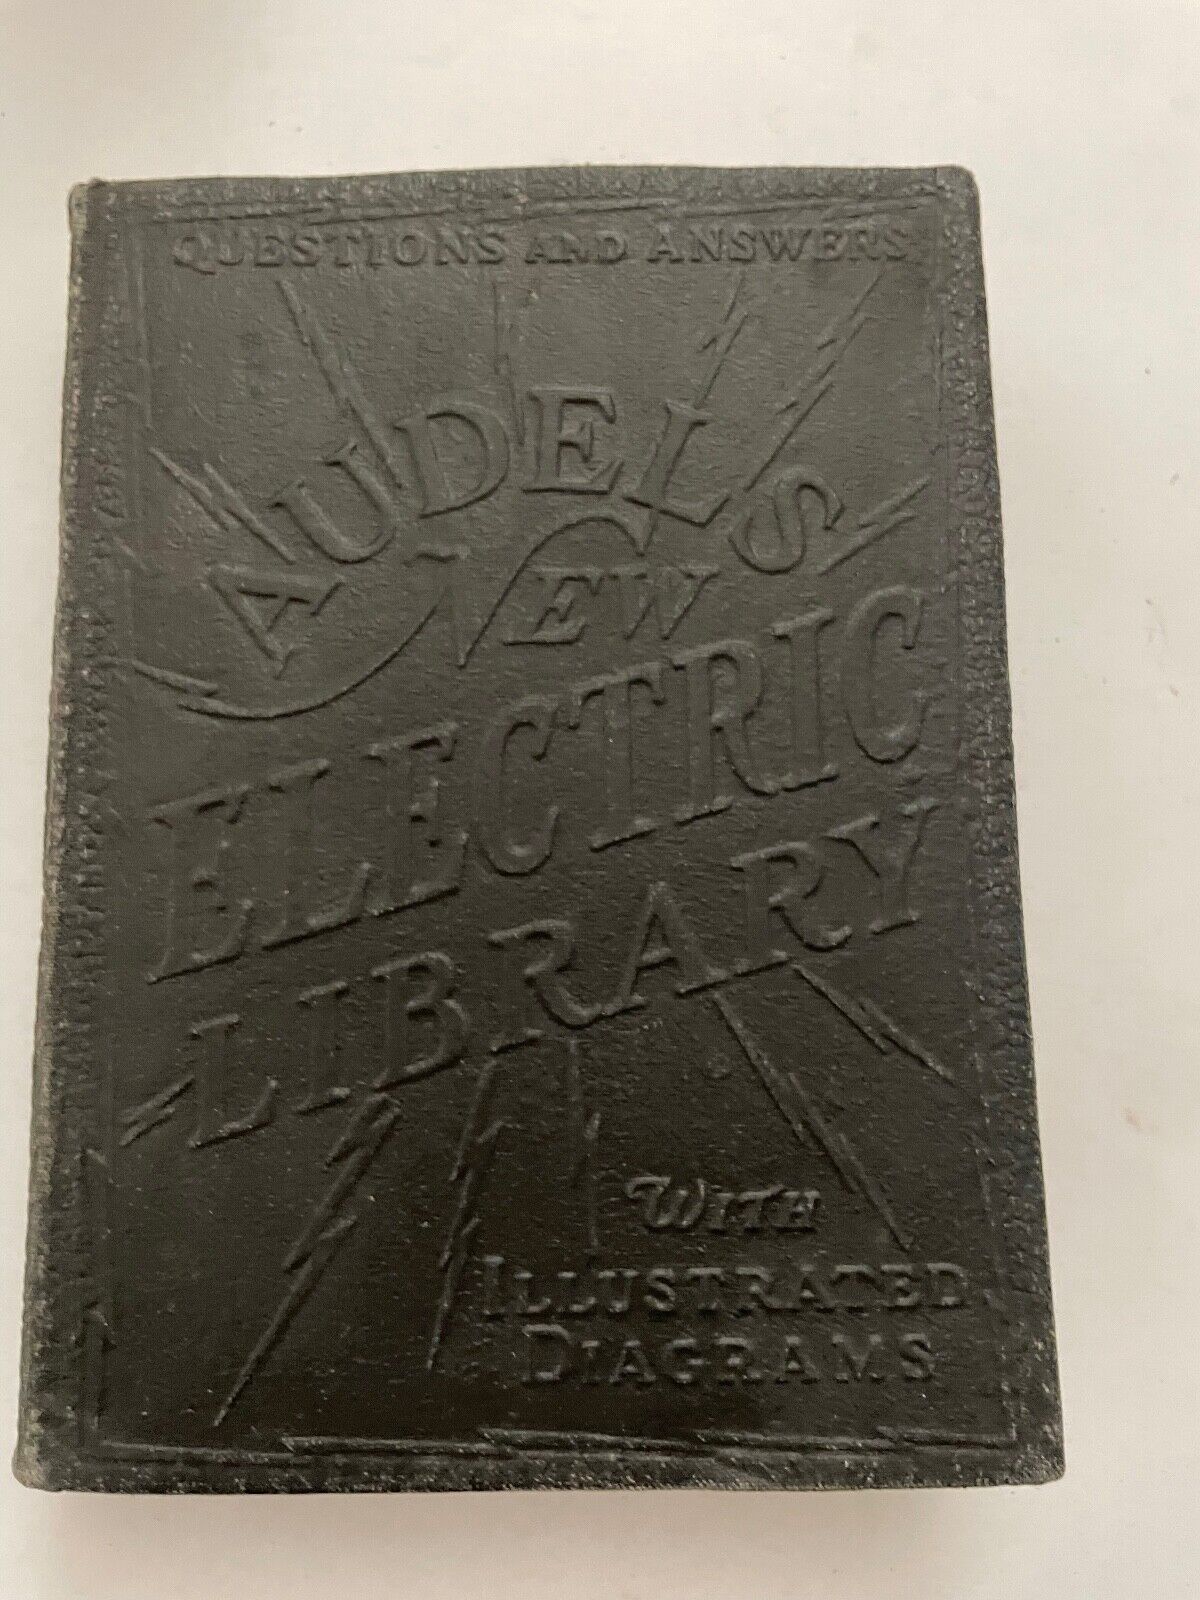 QUESTIONS AND ANSWERS
AUDELS
NEW
ELECTRIC
LIBRARY
WITH
ILLUSTRATED
DIAGRAMS